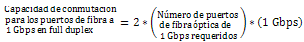 Capacidad de conmutacion
para los puertos de fibra a
1 Gbps en full duplex
= 2 * (Número de puertos
de fibra óptica de
1 Gbps requeridos) * (1 Gbps)